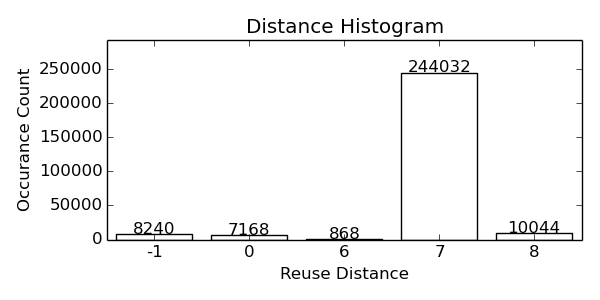 Distance Histogram
Occurance Count
250000
200000
150000
100000
50000
0
8240
7168
868
244032
10044
-1 0 6 7 8
Reuse Distance